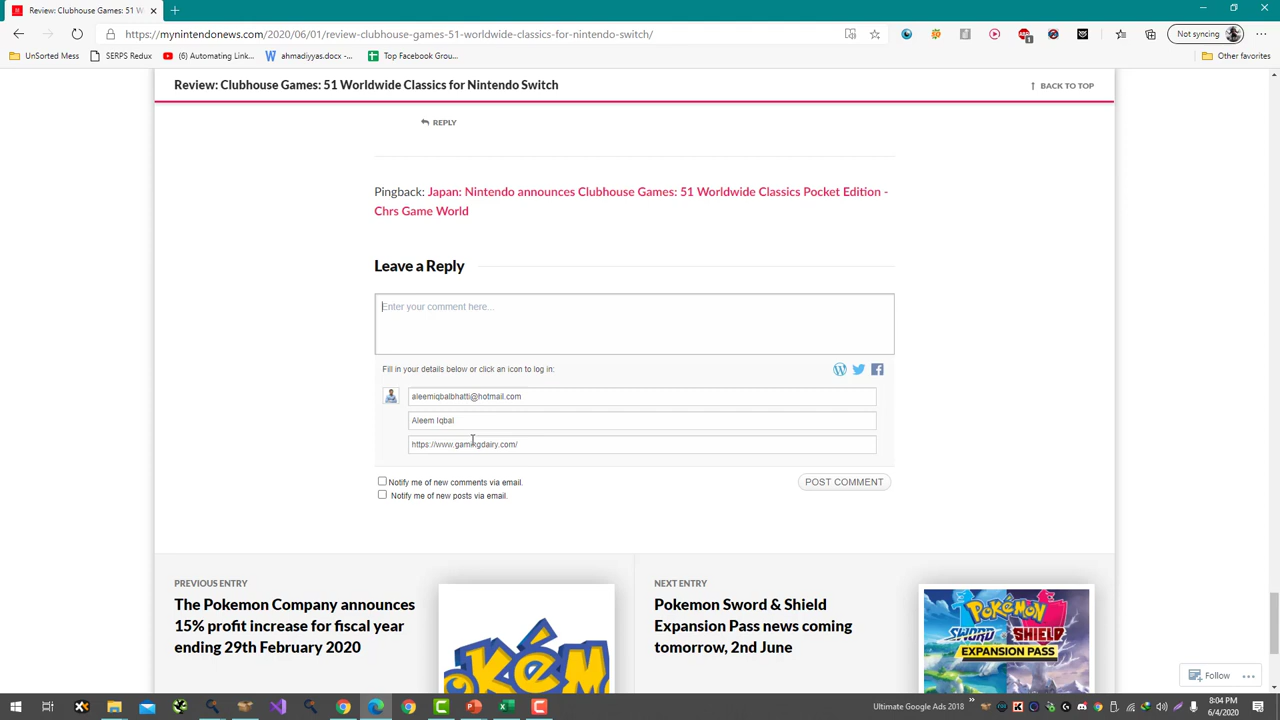 Review: Clubhouse Games: 51 W
https://mynintendonews.com/2020/06/01/review-clubhouse-games-51-worldwide-classics-for-nintendo-switch/
Not syncing
UnSorted Mess
SERPS Redux
(6) Automating Link...
ahmadiyyas.docx -...
Top Facebook Grou...
Other favorites
Review: Clubhouse Games: 51 Worldwide Classics for Nintendo Switch
BACK TO TOP
REPLY
Pingback: Japan: Nintendo announces Clubhouse Games: 51 Worldwide Classics Pocket Edition -
Chrs Game World
Leave a Reply
Enter your comment here...
Fill in your details below or click an icon to log in:
aleemiqbalbhatti@hotmail.com
Aleem Iqbal
https://www.gamingdairy.com/
Notify me of new comments via email.
POST COMMENT
Notify me of new posts via email.
PREVIOUS ENTRY
The Pokemon Company announces
15% profit increase for fiscal year
ending 29th February 2020
NEXT ENTRY
Pokemon Sword & Shield
Expansion Pass news coming
tomorrow, 2nd June
POKÉMON
SWORD SHIELD
EXPANSION PASS
Follow
Ultimate Google Ads 2018
8:04 PM
6/4/2020